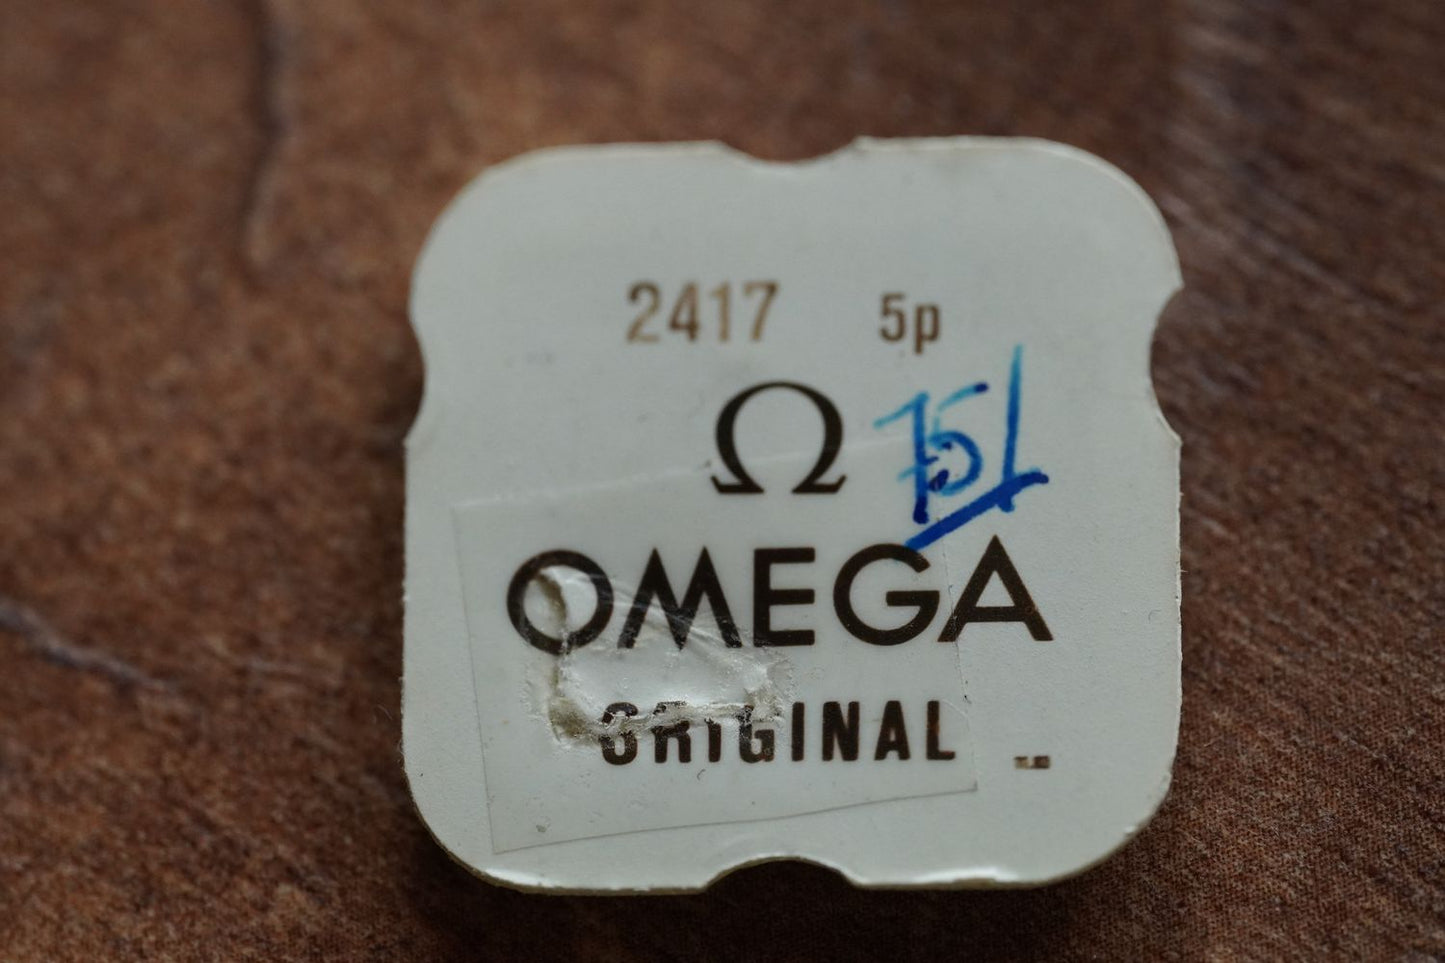 2417 5p
Ω
751
OMEGA
ORIGINAL